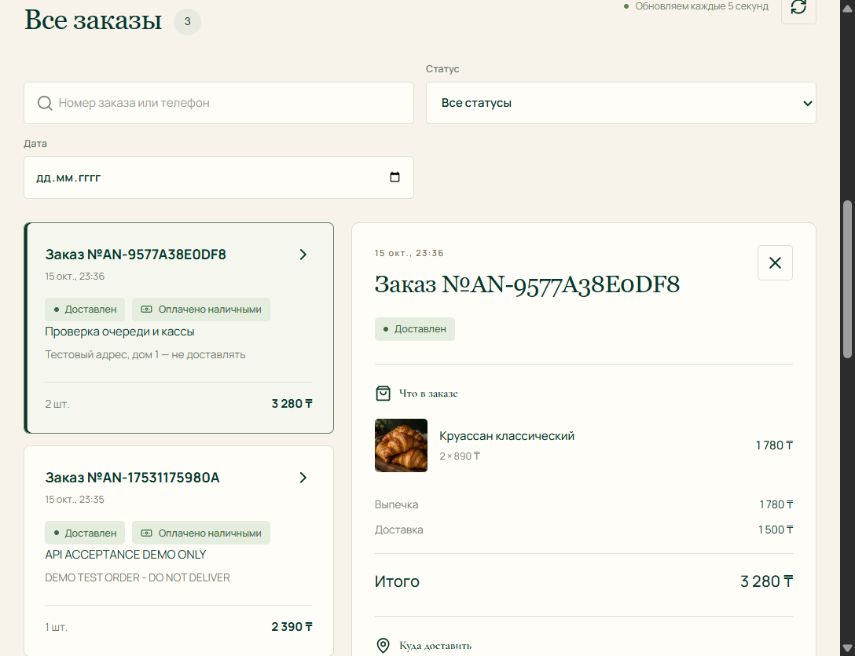 Все заказы 3
Обновляем каждые 5 секунд
Статус
Номер заказа или телефон
Все статусы
Дата
дд.мм.гггг
Заказ №AN-9577A38E0DF8
15 окт., 23:36
Доставлен Оплачено наличными
Проверка очереди и кассы
Тестовый адрес, дом 1 — не доставлять
2 шт. 3 280 ₸
Заказ №AN-17531175980A
15 окт., 23:35
Доставлен Оплачено наличными
API ACCEPTANCE DEMO ONLY
DEMO TEST ORDER - DO NOT DELIVER
1 шт. 2 390 ₸
15 окт., 23:36
Заказ №AN-9577A38E0DF8
Доставлен
Что в заказе
Круассан классический
2 × 890 ₸
1 780 ₸
Выпечка 1 780 ₸
Доставка 1 500 ₸
Итого 3 280 ₸
Куда доставить